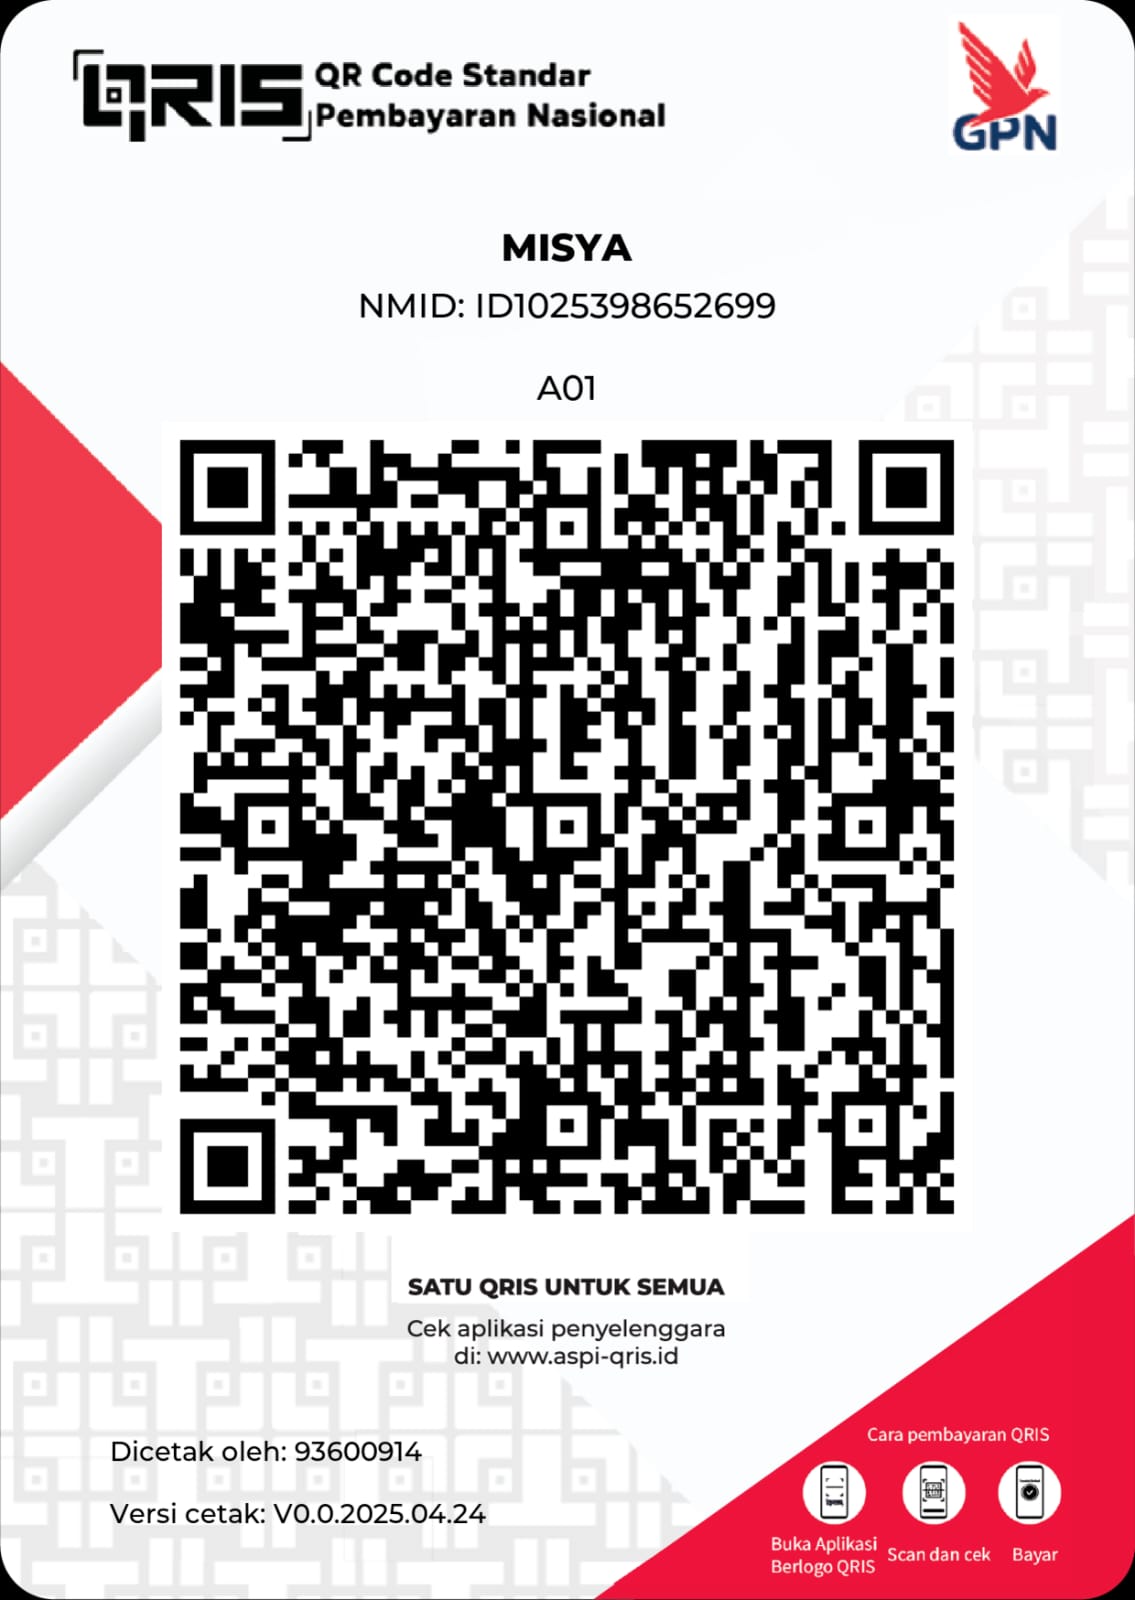 QRIS QR Code Standar
Pembayaran Nasional
GPN
MISYA
NMID: ID1025398652699
A01
SATU QRIS UNTUK SEMUA
Cek aplikasi penyelenggara
di: www.aspi-qris.id
Dicetak oleh: 93600914
Versi cetak: V0.0.2025.04.24
Cara pembayaran QRIS
Buka Aplikasi
Berlogo QRIS
Scan dan cek
Bayar